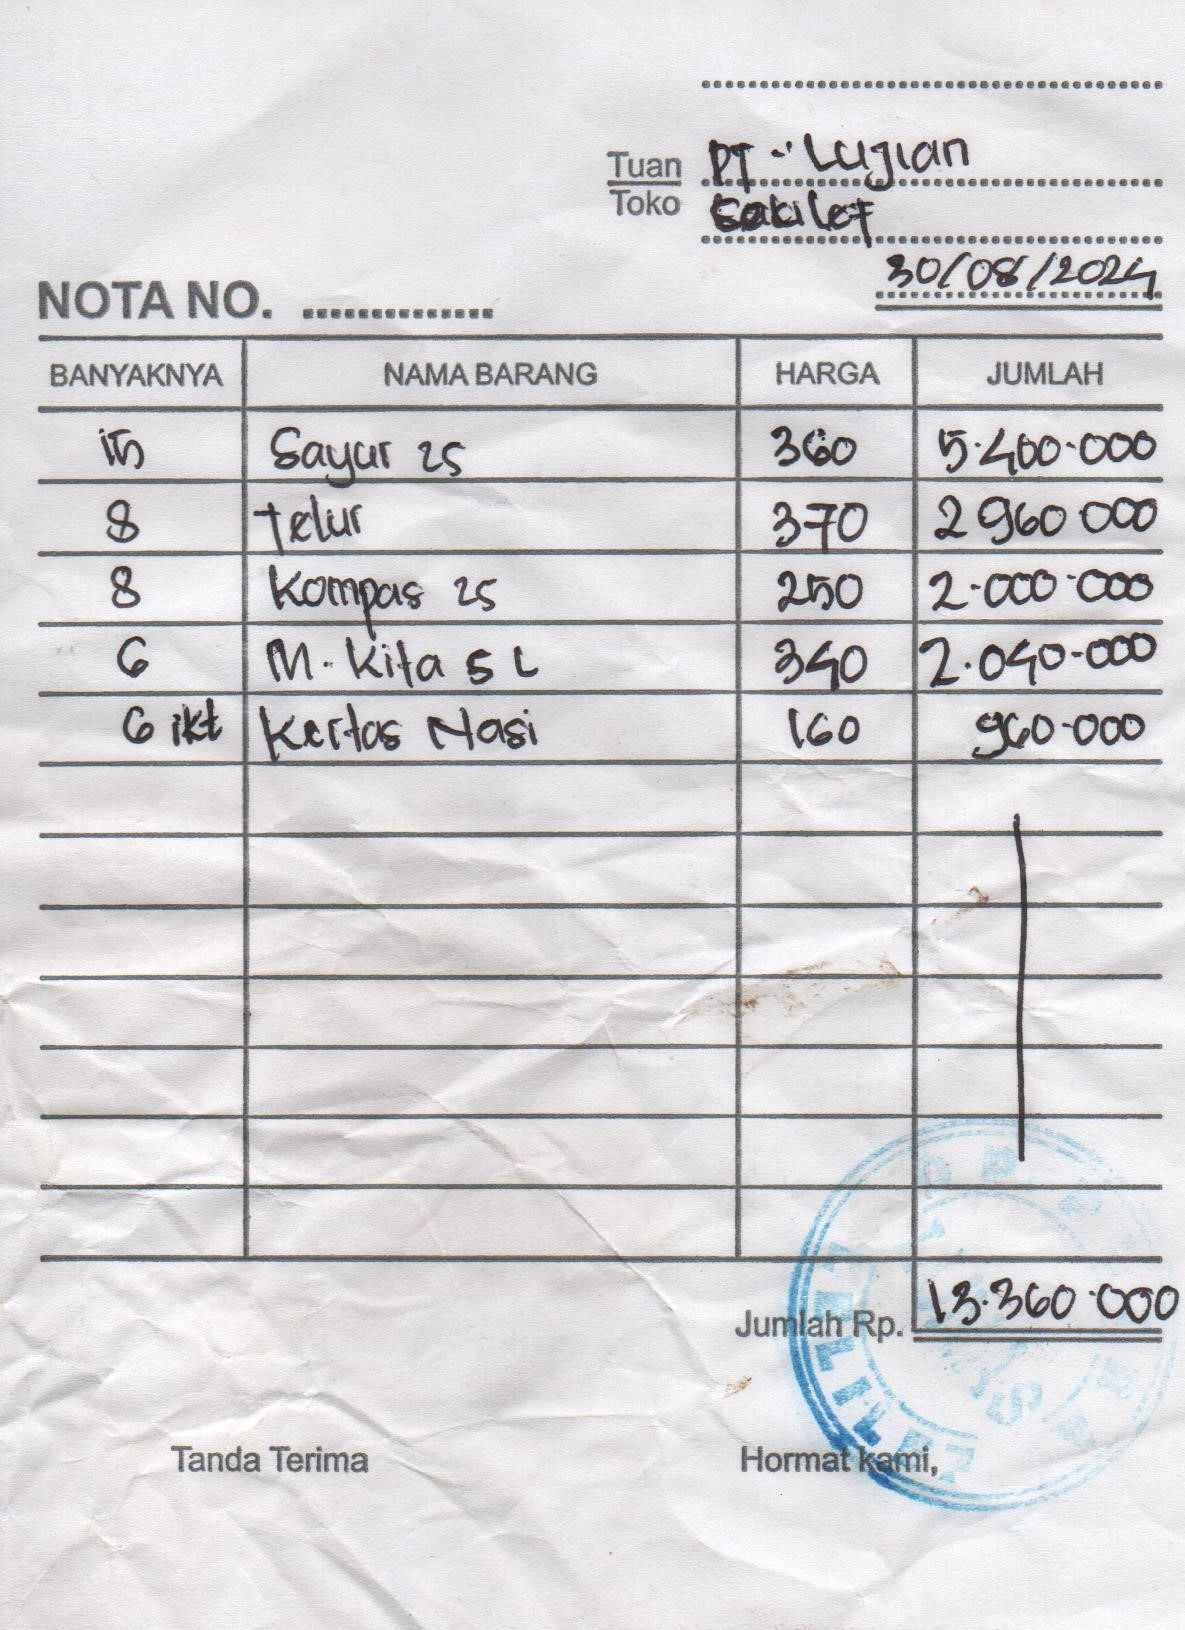 Tuan PT. Lujian
Toko
30/08/2024
NOTA NO. ..............
BANYAKNYA NAMA BARANG HARGA JUMLAH
15 Sayur 25 360 5.400.000
8 Telur 370 2 960 000
8 Kompas 25 250 2.000.000
6 M. Kita 5 L 340 2.040.000
6 ikt Kertas Nasi 160 960.000
Jumlah Rp. 13.360.000
Tanda Terima Hormat kami,